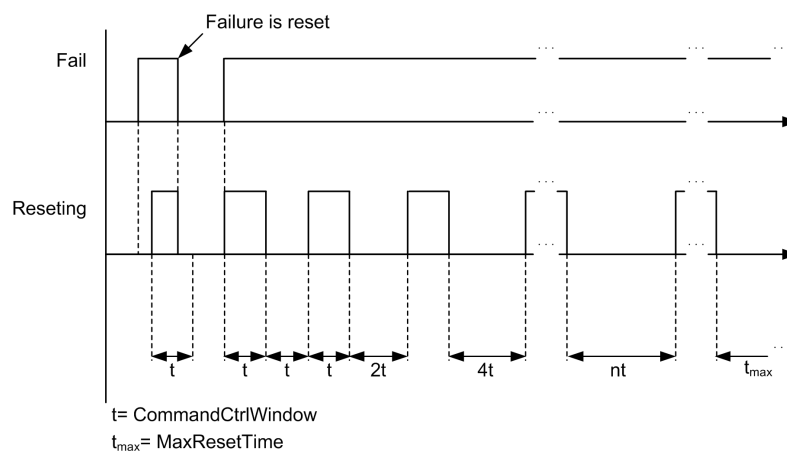 Failure is reset
Fail
...
...
..
...
...
Reseting
...
...
...
...
t
t
t
t
2t
4t
nt
tmax
..
t= CommandCtrlWindow
tmax= MaxResetTime